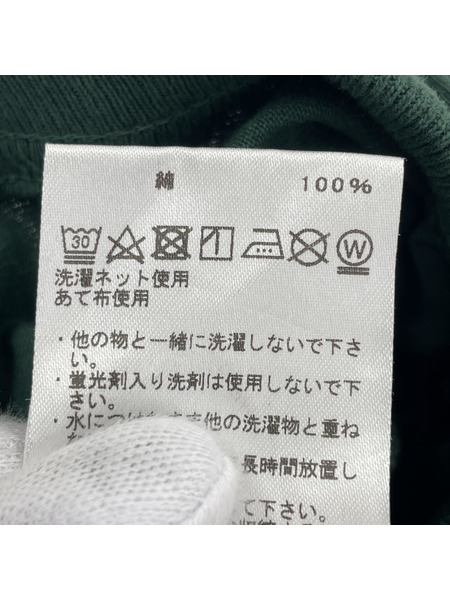 綿 100%
30 W
洗濯ネット使用
あて布使用
・他の物と一緒に洗濯しないで下さ
い。
・蛍光剤入り洗剤は使用しないで下
さい。
・水につけ 他の洗濯物と重ね
長時間放置し
て下さい。